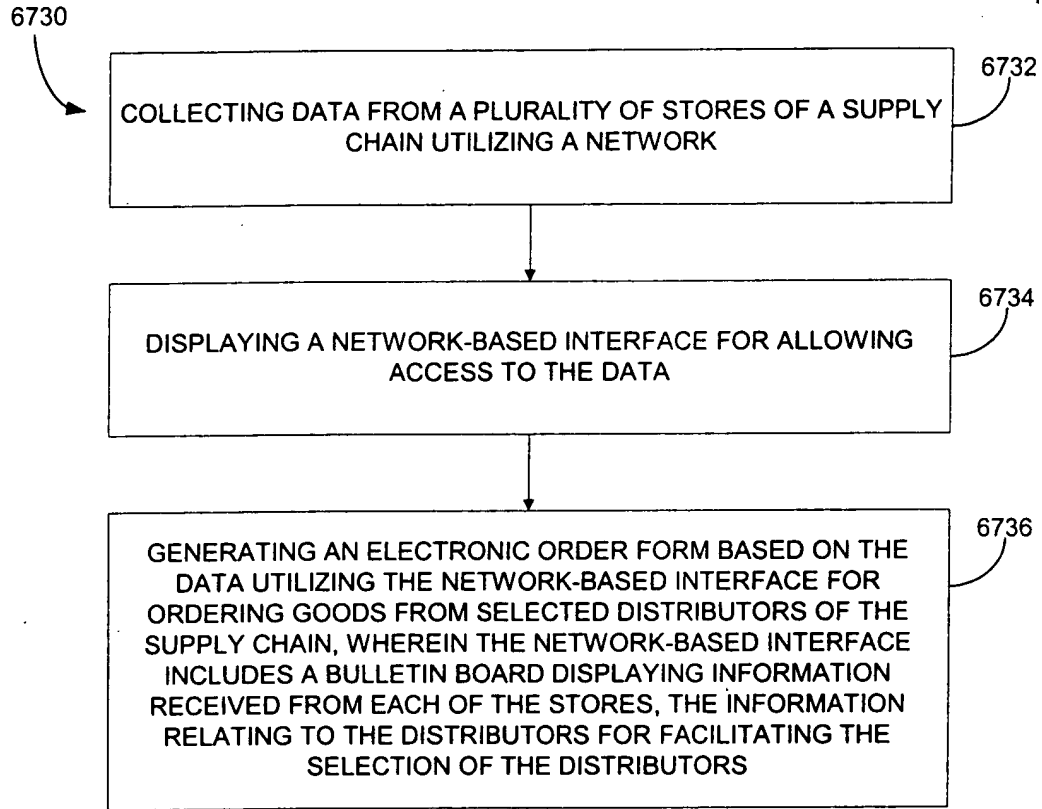 6730
6732
COLLECTING DATA FROM A PLURALITY OF STORES OF A SUPPLY
CHAIN UTILIZING A NETWORK
6734
DISPLAYING A NETWORK-BASED INTERFACE FOR ALLOWING
ACCESS TO THE DATA
6736
GENERATING AN ELECTRONIC ORDER FORM BASED ON THE
DATA UTILIZING THE NETWORK-BASED INTERFACE FOR
ORDERING GOODS FROM SELECTED DISTRIBUTORS OF THE
SUPPLY CHAIN, WHEREIN THE NETWORK-BASED INTERFACE
INCLUDES A BULLETIN BOARD DISPLAYING INFORMATION
RECEIVED FROM EACH OF THE STORES, THE INFORMATION
RELATING TO THE DISTRIBUTORS FOR FACILITATING THE
SELECTION OF THE DISTRIBUTORS